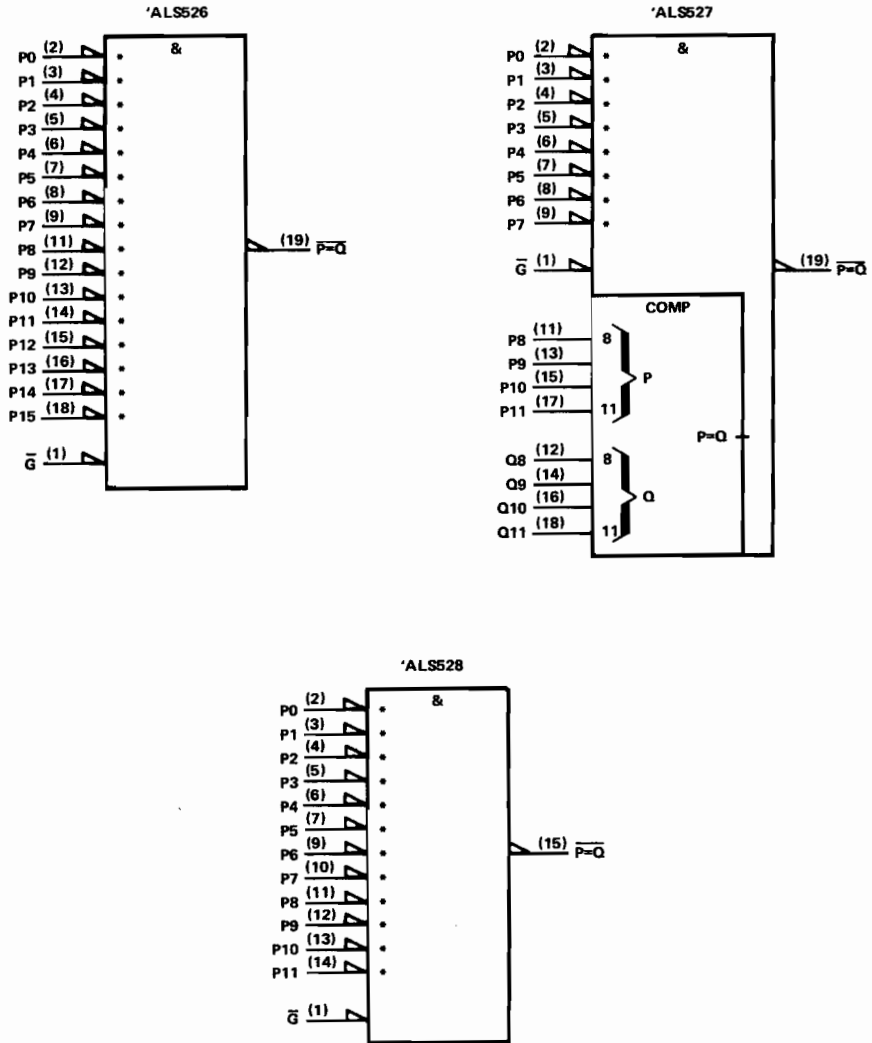 'ALS526
&
P0 (2) *
P1 (3) *
P2 (4) *
P3 (5) *
P4 (6) *
P5 (7) *
P6 (8) *
P7 (9) *
P8 (11) *
P9 (12) *
P10 (13) *
P11 (14) *
P12 (15) *
P13 (16) *
P14 (17) *
P15 (18) *
G̅ (1)
(19) P̅=̅Q̅
'ALS527
&
P0 (2) *
P1 (3) *
P2 (4) *
P3 (5) *
P4 (6) *
P5 (7) *
P6 (8) *
P7 (9) *
G̅ (1)
(19) P̅=̅Q̅
COMP
P8 (11) 8
P9 (13)
P10 (15)
P11 (17) 11
P
P=Q
Q8 (12) 8
Q9 (14)
Q10 (16)
Q11 (18) 11
Q
'ALS528
&
P0 (2) *
P1 (3) *
P2 (4) *
P3 (5) *
P4 (6) *
P5 (7) *
P6 (9) *
P7 (10) *
P8 (11) *
P9 (12) *
P10 (13) *
P11 (14) *
G̅ (1)
(15) P̅=̅Q̅